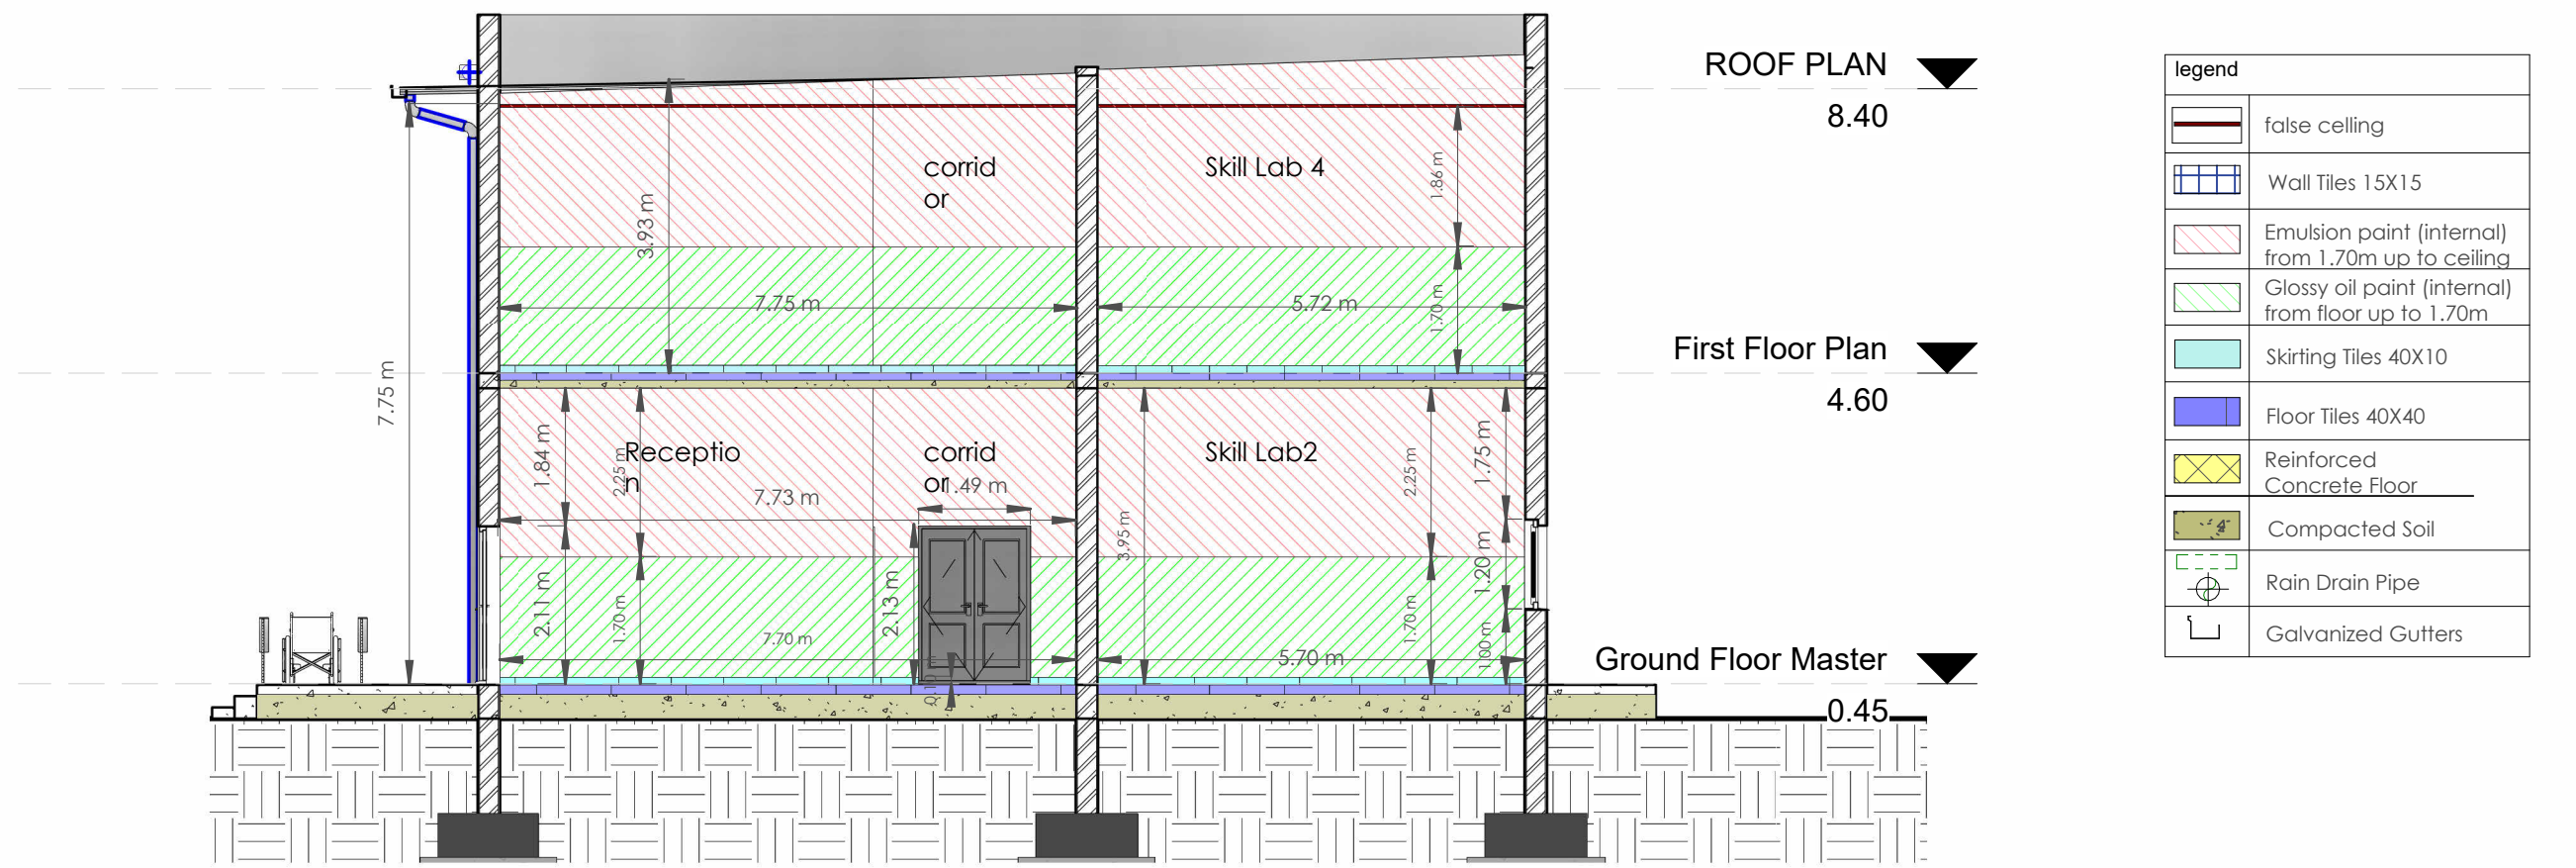 ROOF PLAN
8.40
corrid
or
Skill Lab 4
1.86 m
3.93 m
7.75 m
5.72 m
1.70 m
First Floor Plan
4.60
7.75 m
1.84 m
2.25 m
Receptio
n
7.73 m
corrid
or
1.49 m
Skill Lab2
3.95 m
2.25 m
1.75 m
1.20 m
2.11 m
1.70 m
7.70 m
2.13 m
1.70 m
1.00 m
5.70 m
Ground Floor Master
0.45
legend
false celling
Wall Tiles 15X15
Emulsion paint (internal)
from 1.70m up to ceiling
Glossy oil paint (internal)
from floor up to 1.70m
Skirting Tiles 40X10
Floor Tiles 40X40
Reinforced
Concrete Floor
Compacted Soil
Rain Drain Pipe
Galvanized Gutters